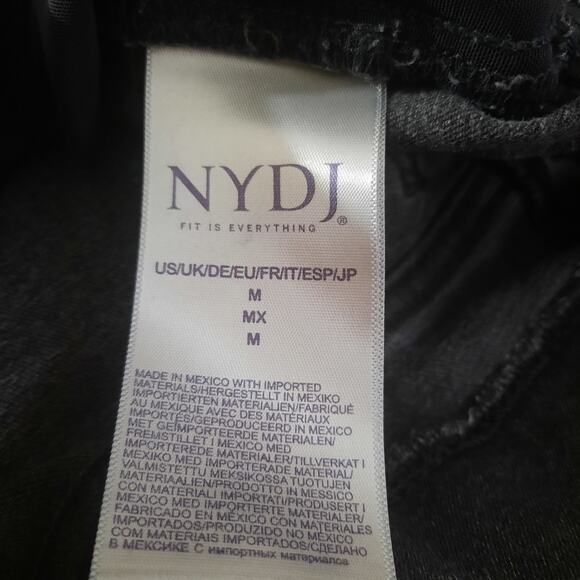 NYDJ®
FIT IS EVERYTHING
US/UK/DE/EU/FR/IT/ESP/JP
M
MX
M
MADE IN MEXICO WITH IMPORTED
MATERIALS/HERGESTELLT IN MEXIKO
IMPORTIERTEN MATERIALIEN/FABRIQUÉ
AU MEXIQUE AVEC DES MATÉRIAUX
IMPORTÉS/GEPRODUCEERD IN MEXICO
MET GEÏMPORTEERDE MATERIALEN/
FREMSTILLET I MEXICO MED
IMPORTEREDE MATERIALER/TILLVERKAT I
MEXIKO MED IMPORTERADE MATERIAL/
VALMISTETTU MEKSIKOSSA TUOTUJEN
MATERIAALIEN/PRODOTTO IN MESSICO
CON MATERIALI IMPORTATI/PRODUSERT I
MEXICO MED IMPORTERTE MATERIALER/
FABRICADO EN MÉXICO CON MATERIALES
IMPORTADOS/PRODUZIDO NO MÉXICO
COM MATERIAIS IMPORTADOS/СДЕЛАНО
В МЕКСИКЕ С импортных материалов